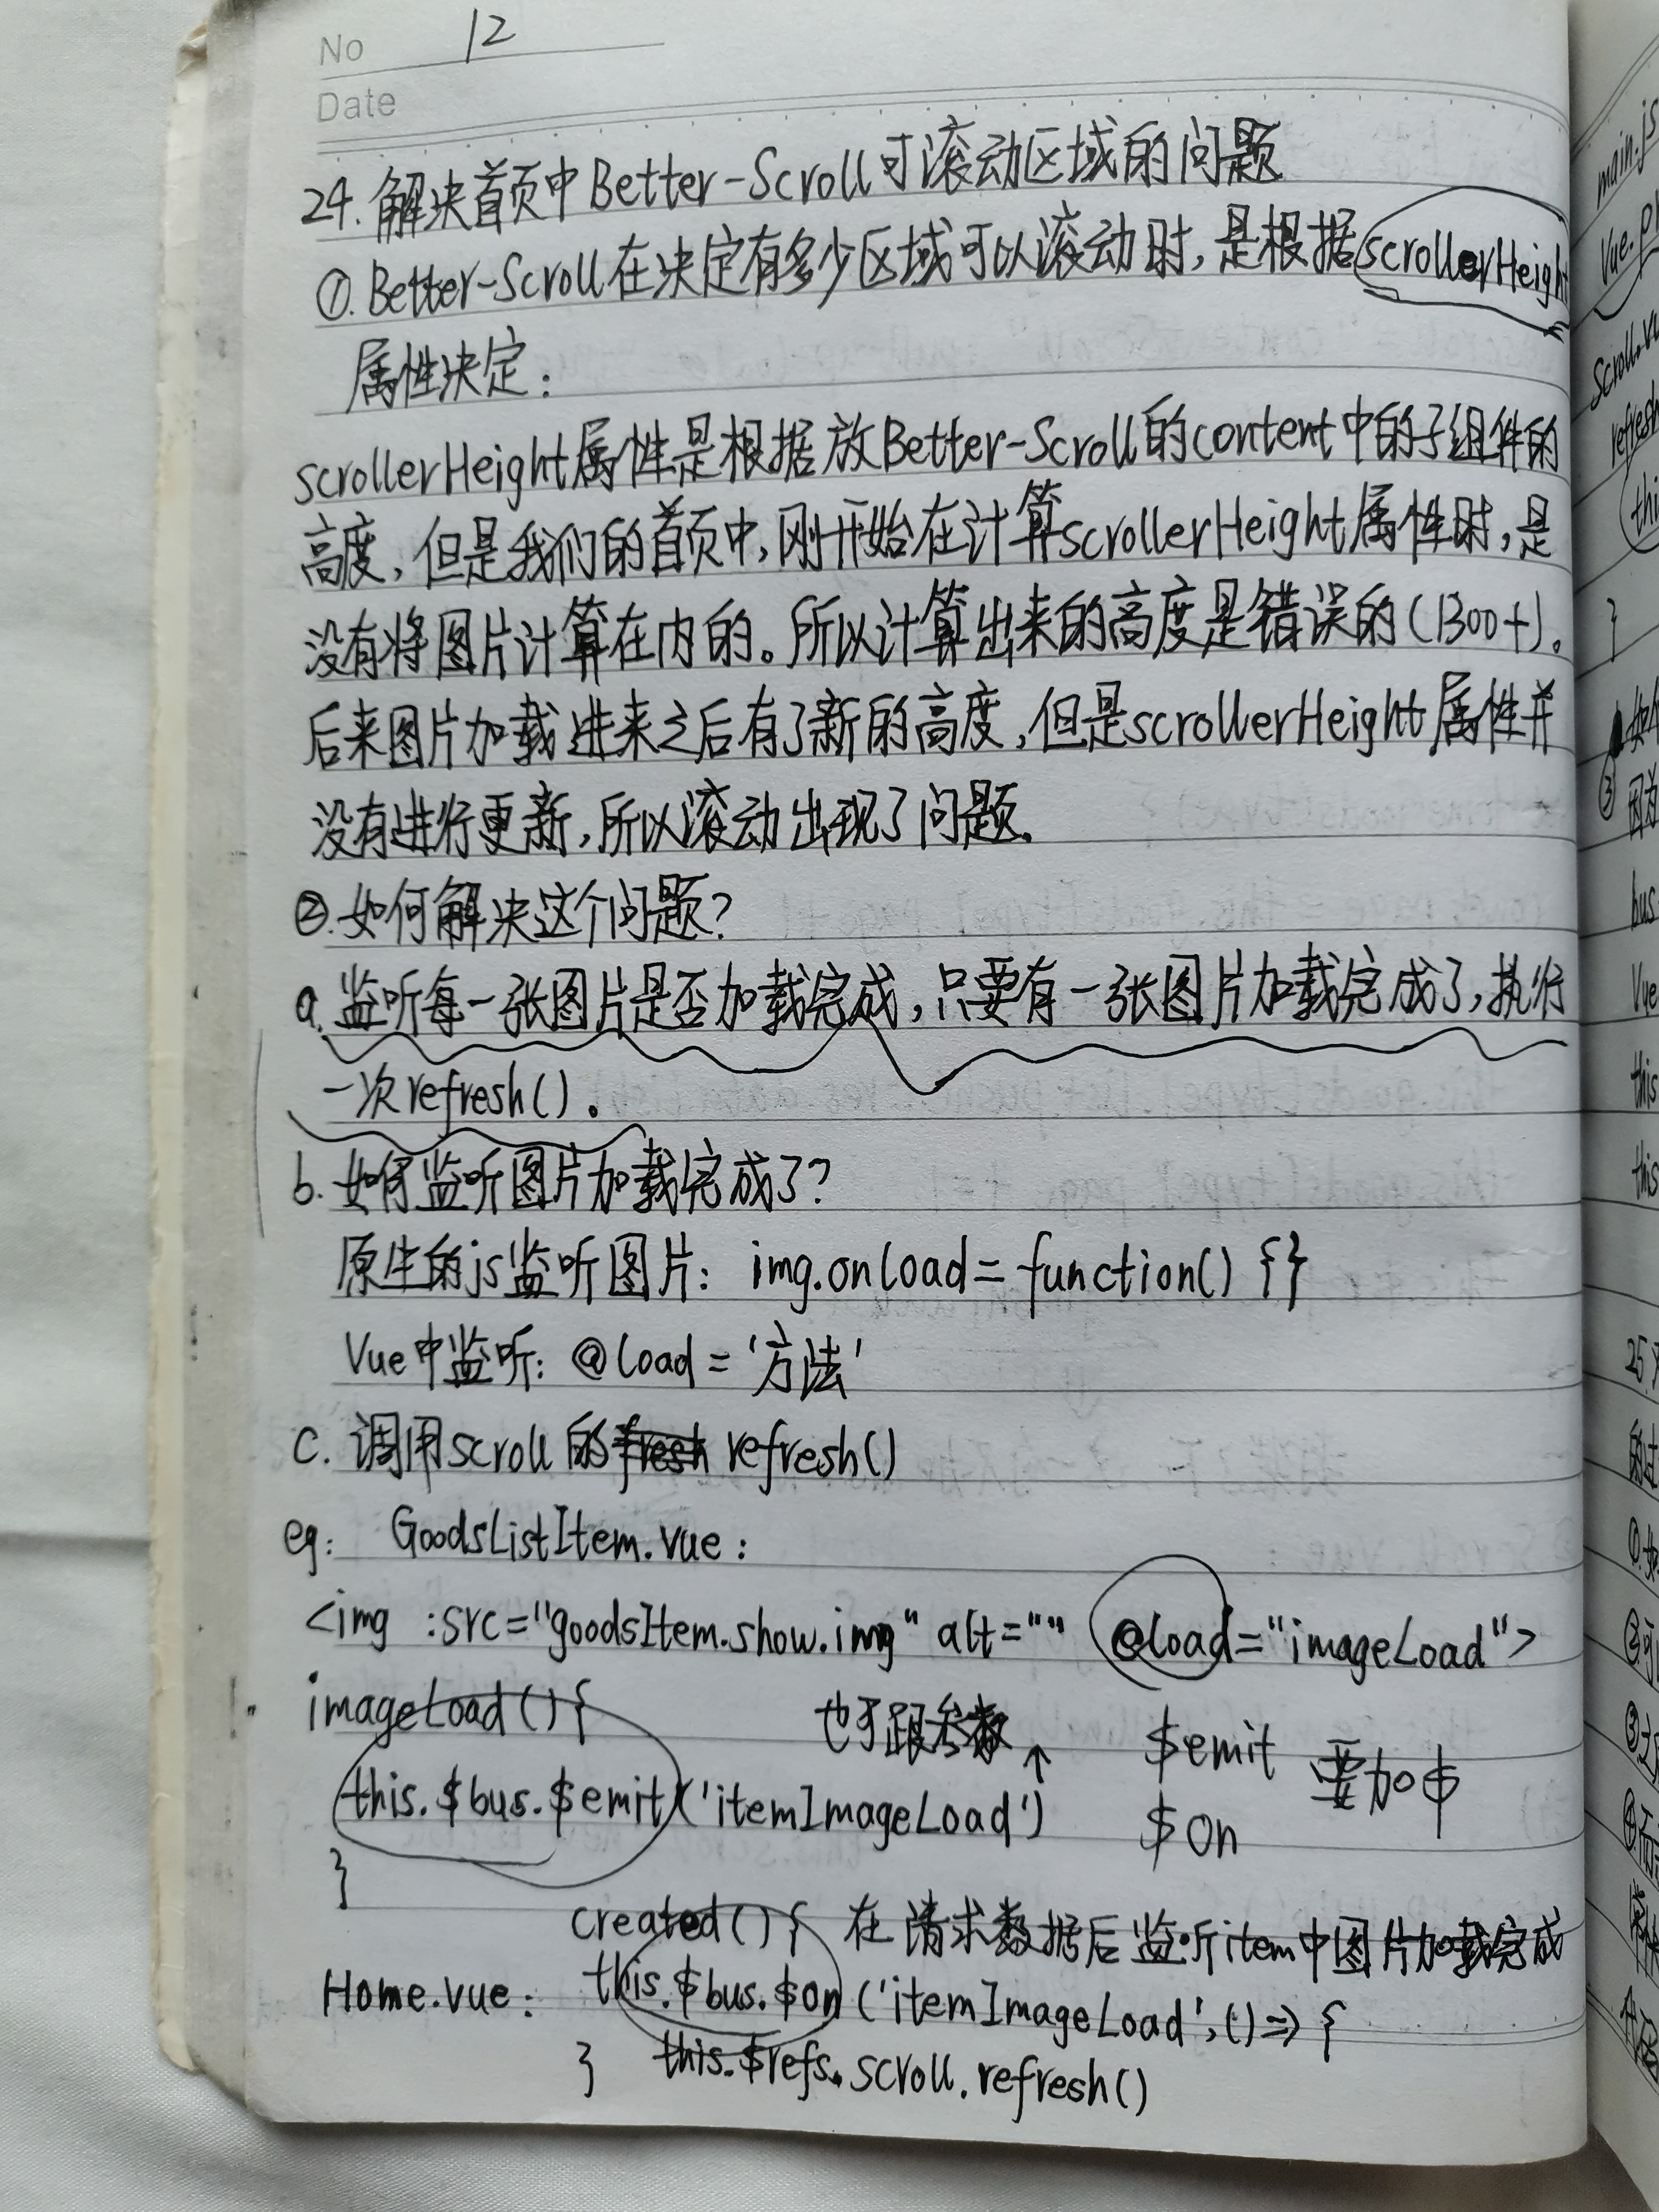 No 12
Date
24.解决首页中Better-Scroll可滚动区域的问题
①.Better-Scroll在决定有多少区域可以滚动时,是根据scrollerHeigh
属性决定:
scrollerHeight属性是根据放Better-Scroll的content中的子组件的
高度,但是我们的首页中,刚开始在计算scrollerHeight属性时,是
没有将图片计算在内的。所以计算出来的高度是错误的(1300+)。
后来图片加载进来之后有了新的高度,但是scrollerHeight属性并
没有进行更新,所以滚动出现了问题.
②.如何解决这个问题?
a.监听每一张图片是否加载完成,只要有一张图片加载完成了,执行
一次refresh().
b.如何监听图片加载完成了?
原生的js监听图片: img.onload=function() {}
Vue中监听: @load='方法'
c. 调用scroll的 refresh()
eg: GoodsListItem.vue:
<img :src="goodsItem.show.img" alt="" @load="imageLoad">
imageLoad(){
也可跟参数↑
this.$bus.$emit('itemImageLoad')
$emit 要加$
$on
}
created(){ 在请求数据后监听item中图片加载完成
Home.vue: this.$bus.$on('itemImageLoad',()=>{
} this.$refs.scroll.refresh()
main.js
Scroll.vu
refresh
thi
}
③ 因为
bus
Vue
this
this
25.